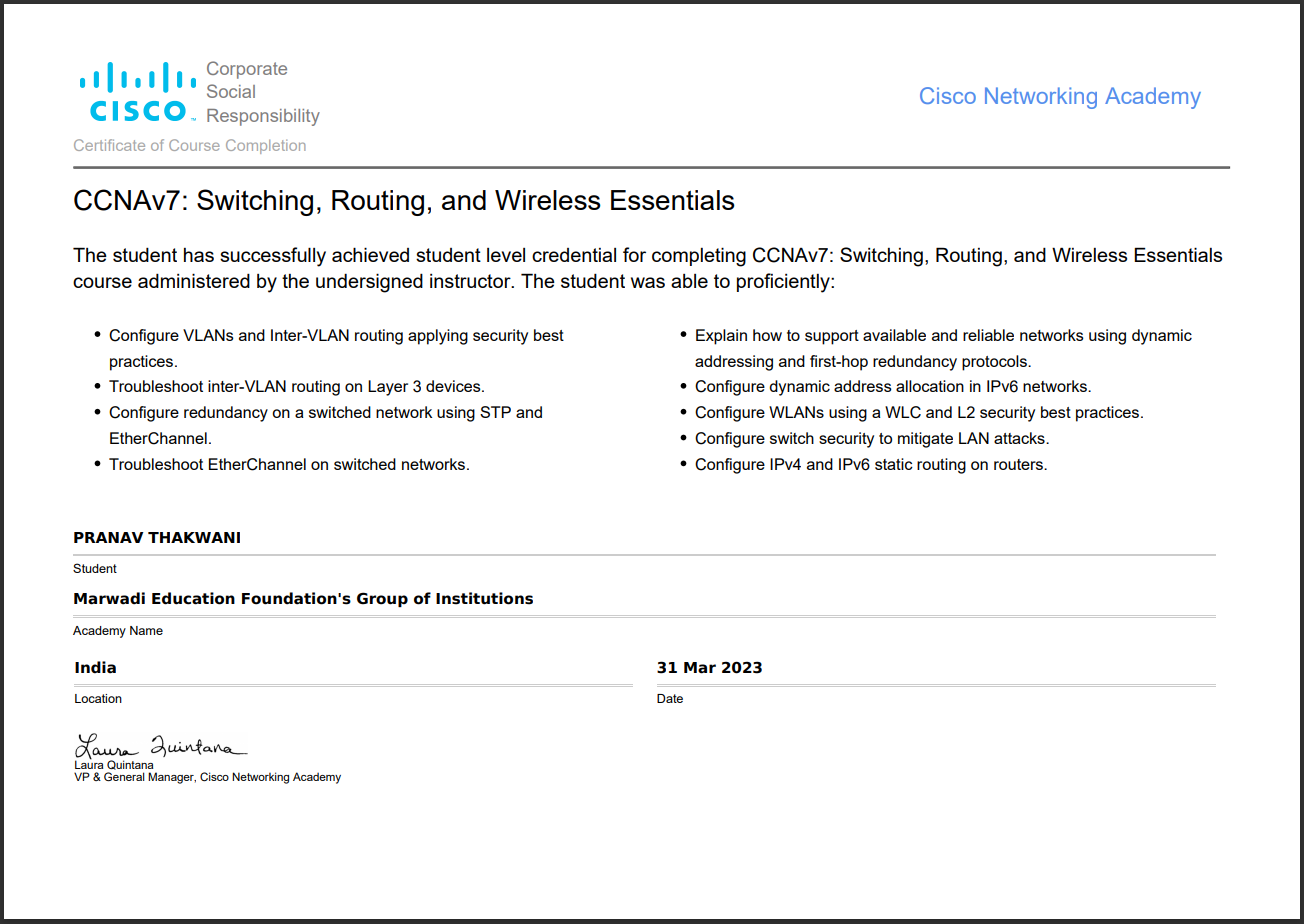 Corporate
Social
Responsibility
CISCO
Cisco Networking Academy
Certificate of Course Completion
CCNAv7: Switching, Routing, and Wireless Essentials
The student has successfully achieved student level credential for completing CCNAv7: Switching, Routing, and Wireless Essentials
course administered by the undersigned instructor. The student was able to proficiently:
• Configure VLANs and Inter-VLAN routing applying security best
practices.
• Troubleshoot inter-VLAN routing on Layer 3 devices.
• Configure redundancy on a switched network using STP and
EtherChannel.
• Troubleshoot EtherChannel on switched networks.
• Explain how to support available and reliable networks using dynamic
addressing and first-hop redundancy protocols.
• Configure dynamic address allocation in IPv6 networks.
• Configure WLANs using a WLC and L2 security best practices.
• Configure switch security to mitigate LAN attacks.
• Configure IPv4 and IPv6 static routing on routers.
PRANAV THAKWANI
Student
Marwadi Education Foundation's Group of Institutions
Academy Name
India
Location
31 Mar 2023
Date
Laura Quintana
Laura Quintana
VP & General Manager, Cisco Networking Academy